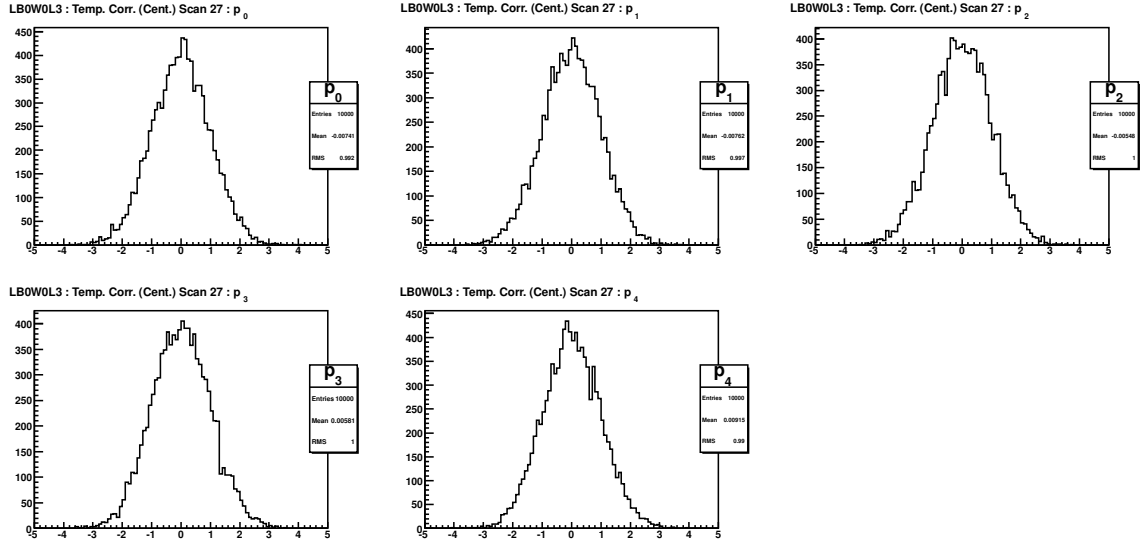 LB0W0L3 : Temp. Corr. (Cent.) Scan 27 : p0
450
400
350
300
250
200
150
100
50
0
-5 -4 -3 -2 -1 0 1 2 3 4 5
p0
Entries 10000
Mean -0.00741
RMS 0.992
LB0W0L3 : Temp. Corr. (Cent.) Scan 27 : p1
400
350
300
250
200
150
100
50
0
-5 -4 -3 -2 -1 0 1 2 3 4 5
p1
Entries 10000
Mean -0.00762
RMS 0.997
LB0W0L3 : Temp. Corr. (Cent.) Scan 27 : p2
400
350
300
250
200
150
100
50
0
-5 -4 -3 -2 -1 0 1 2 3 4 5
p2
Entries 10000
Mean -0.00548
RMS 1
LB0W0L3 : Temp. Corr. (Cent.) Scan 27 : p3
400
350
300
250
200
150
100
50
0
-5 -4 -3 -2 -1 0 1 2 3 4 5
p3
Entries 10000
Mean 0.00581
RMS 1
LB0W0L3 : Temp. Corr. (Cent.) Scan 27 : p4
450
400
350
300
250
200
150
100
50
0
-5 -4 -3 -2 -1 0 1 2 3 4 5
p4
Entries 10000
Mean 0.00915
RMS 0.99